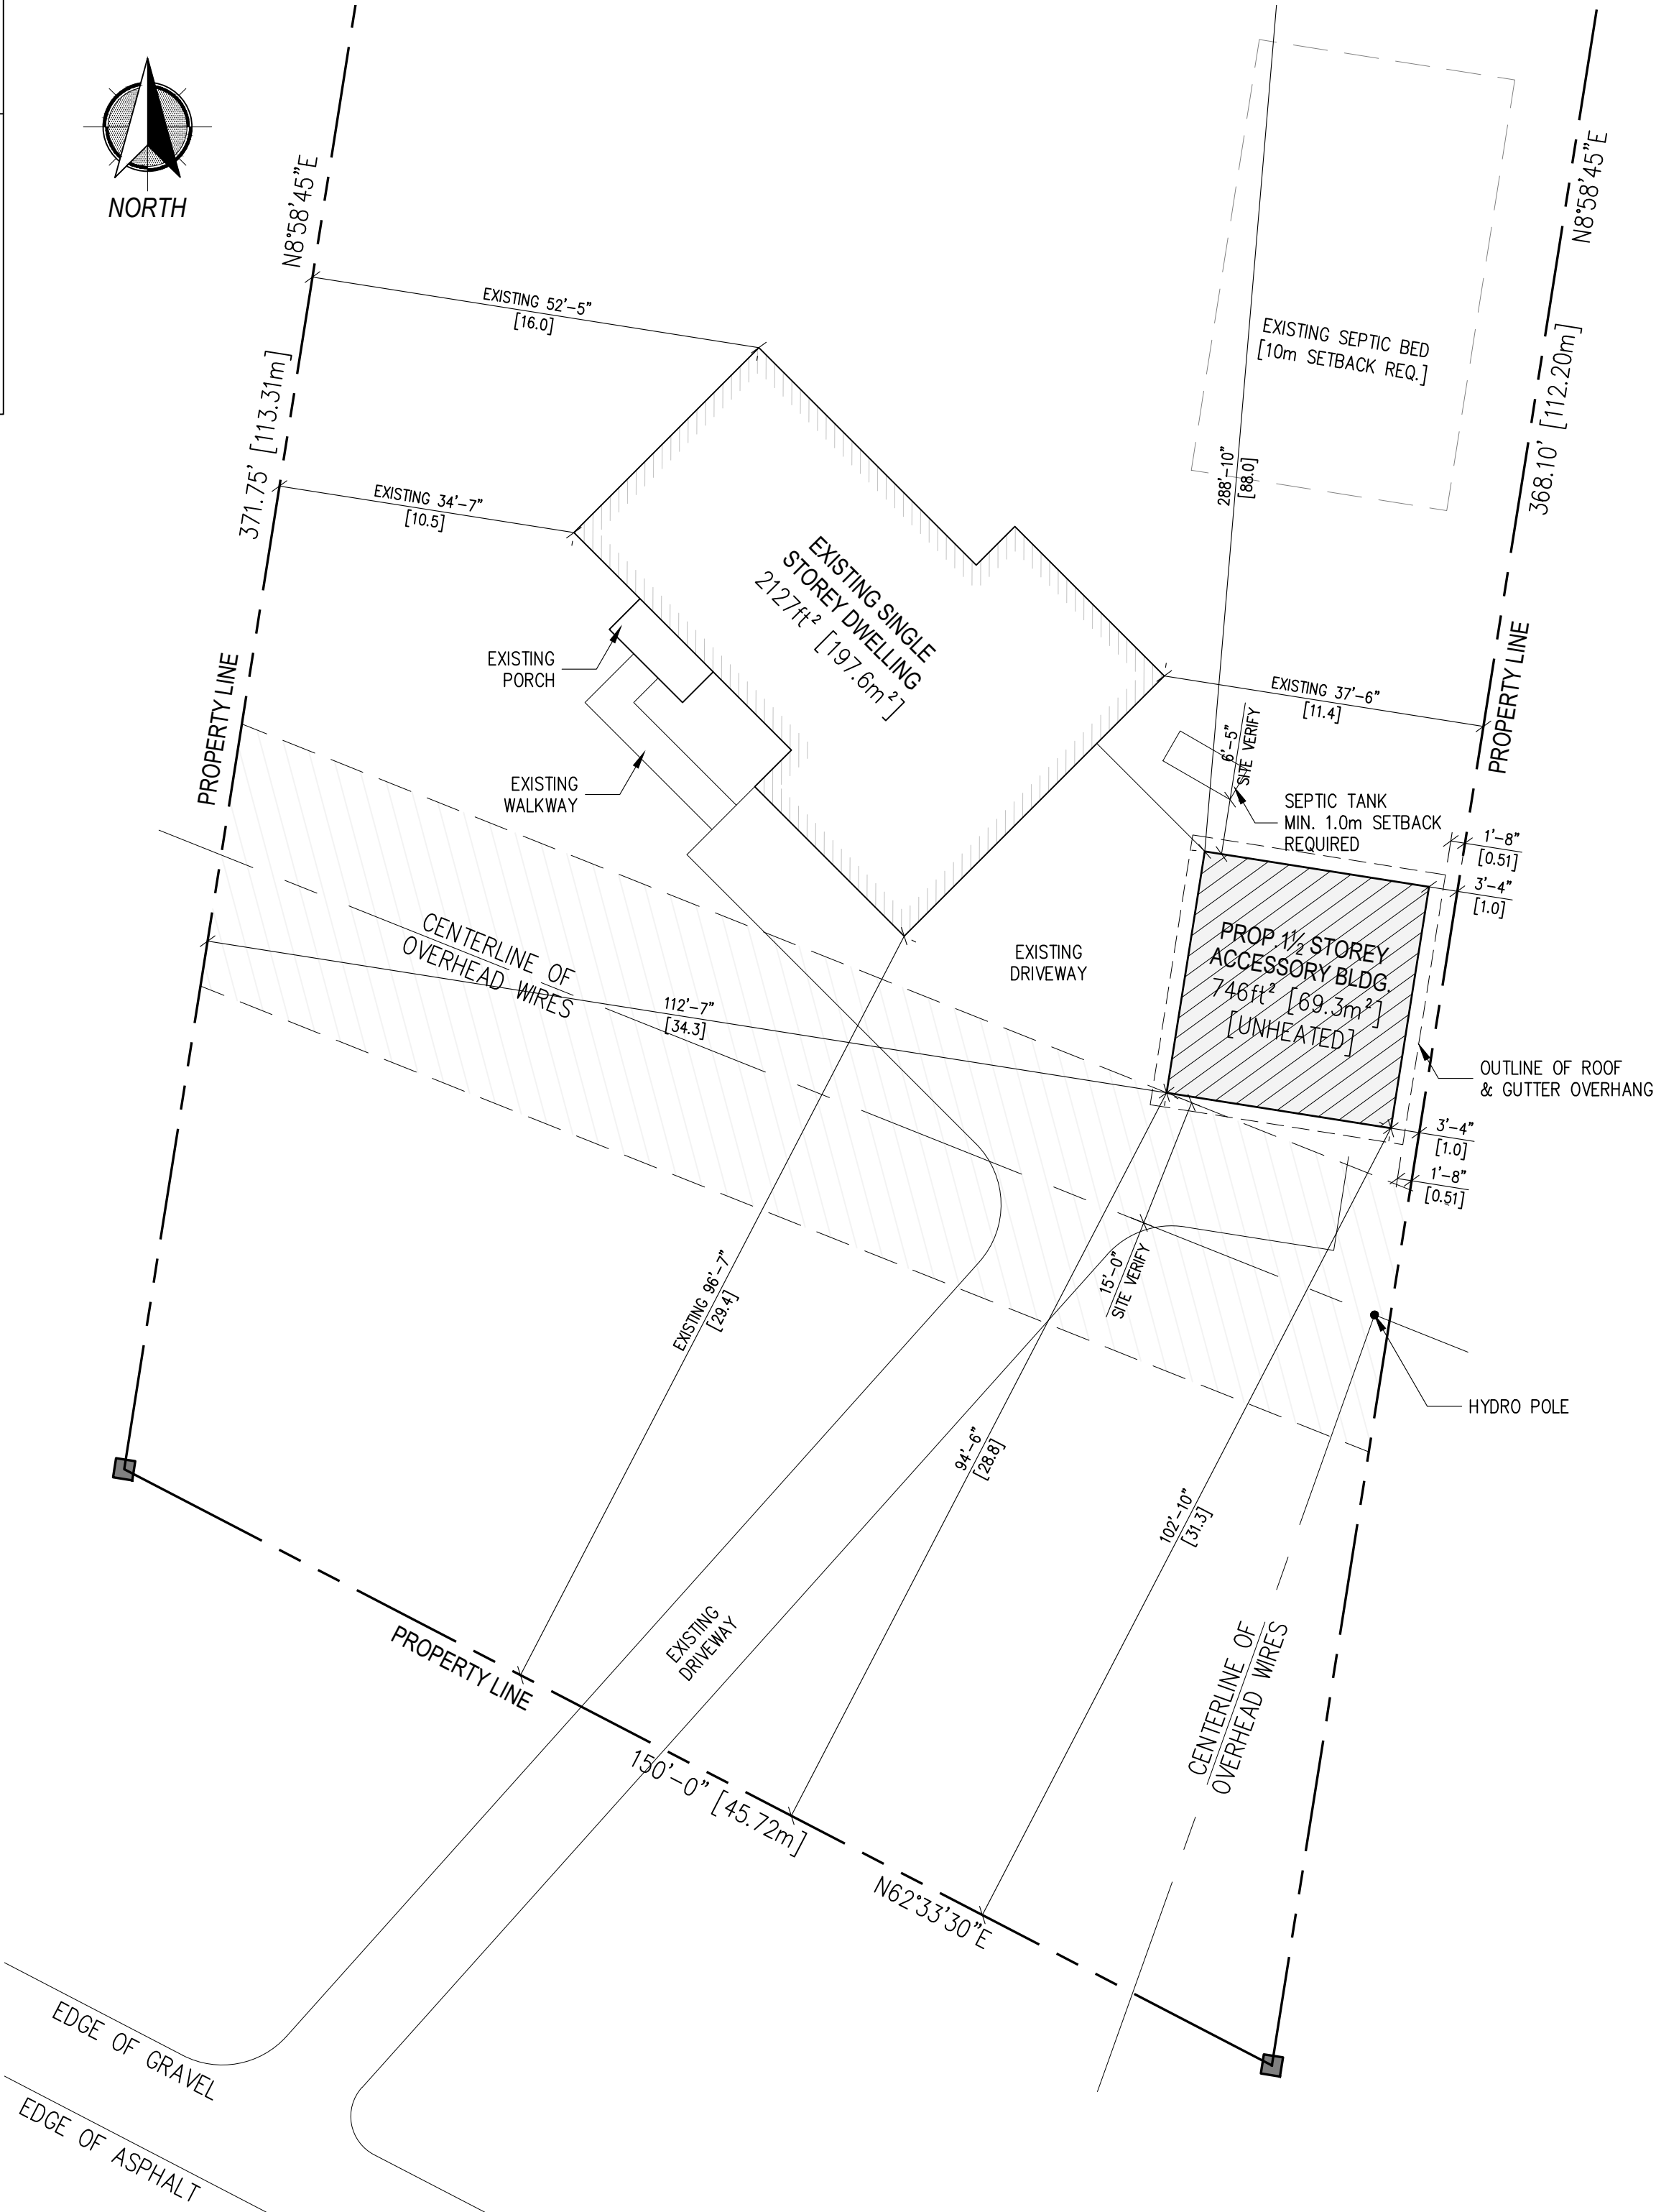 NORTH
N8°58'45"E
N8°58'45"E
EXISTING 52'-5"
[16.0]
EXISTING SEPTIC BED
[10m SETBACK REQ.]
371.75' [113.31m]
368.10' [112.20m]
288'-10"
[88.0]
EXISTING 34'-7"
[10.5]
EXISTING SINGLE
STOREY DWELLING
2127ft² [197.6m²]
EXISTING
PORCH
PROPERTY LINE
PROPERTY LINE
EXISTING 37'-6"
[11.4]
6'-5"
SITE VERIFY
EXISTING
WALKWAY
SEPTIC TANK
MIN. 1.0m SETBACK
REQUIRED
1'-8"
[0.51]
3'-4"
[1.0]
CENTERLINE OF
OVERHEAD WIRES
EXISTING
DRIVEWAY
PROP. 1½ STOREY
ACCESSORY BLDG.
746ft² [69.3m²]
[UNHEATED]
112'-7"
[34.3]
OUTLINE OF ROOF
& GUTTER OVERHANG
3'-4"
[1.0]
1'-8"
[0.51]
15'-0"
SITE VERIFY
EXISTING 96'-7"
[29.4]
HYDRO POLE
94'-6"
[28.8]
102'-10"
[31.3]
EXISTING
DRIVEWAY
CENTERLINE OF
OVERHEAD WIRES
PROPERTY LINE
150'-0" [45.72m]
N62°33'30"E
EDGE OF GRAVEL
EDGE OF ASPHALT